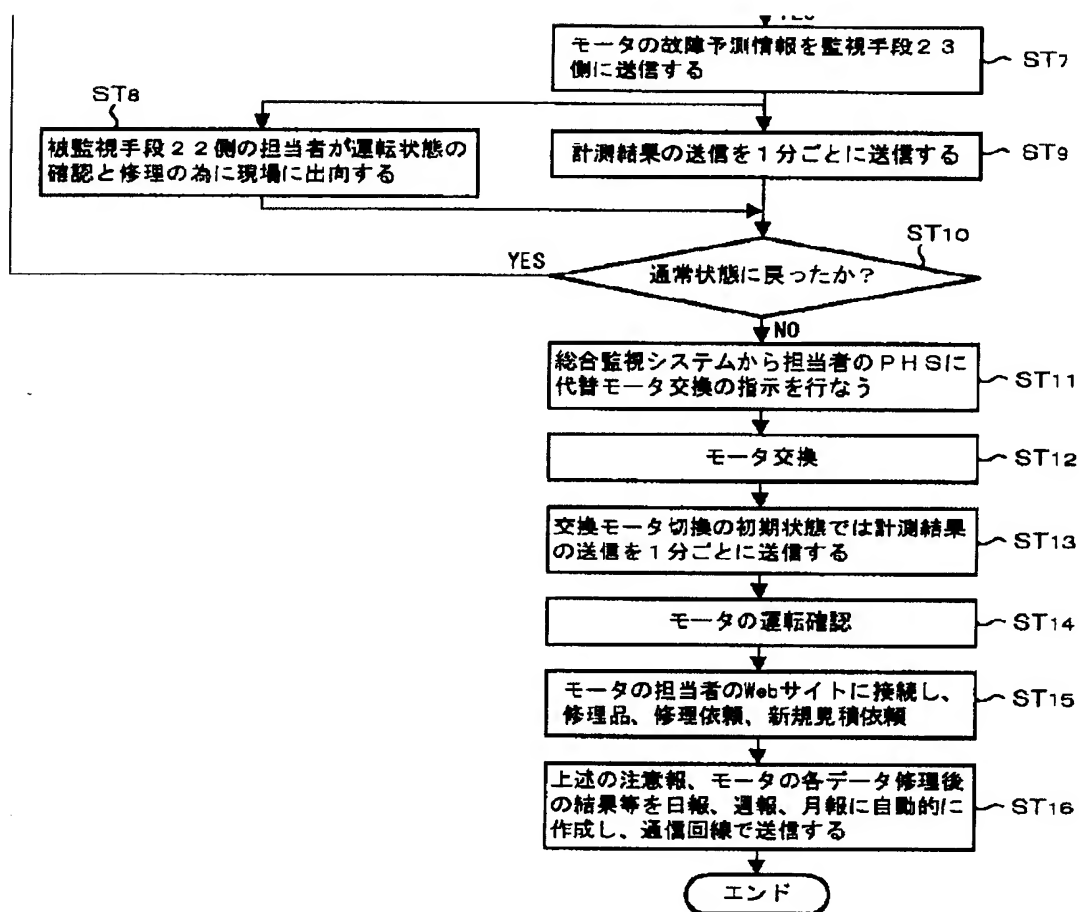 モータの故障予測情報を監視手段23
側に送信する
ST7
ST8
被監視手段22側の担当者が運転状態の
確認と修理の為に現場に出向する
計測結果の送信を1分ごとに送信する
ST9
ST10
YES
通常状態に戻ったか?
NO
総合監視システムから担当者のPHSに
代替モータ交換の指示を行なう
ST11
モータ交換
ST12
交換モータ切換の初期状態では計測結果
の送信を1分ごとに送信する
ST13
モータの運転確認
ST14
モータの担当者のWebサイトに接続し、
修理品、修理依頼、新規見積依頼
ST15
上述の注意報、モータの各データ修理後
の結果等を日報、週報、月報に自動的に
作成し、通信回線で送信する
ST16
エンド